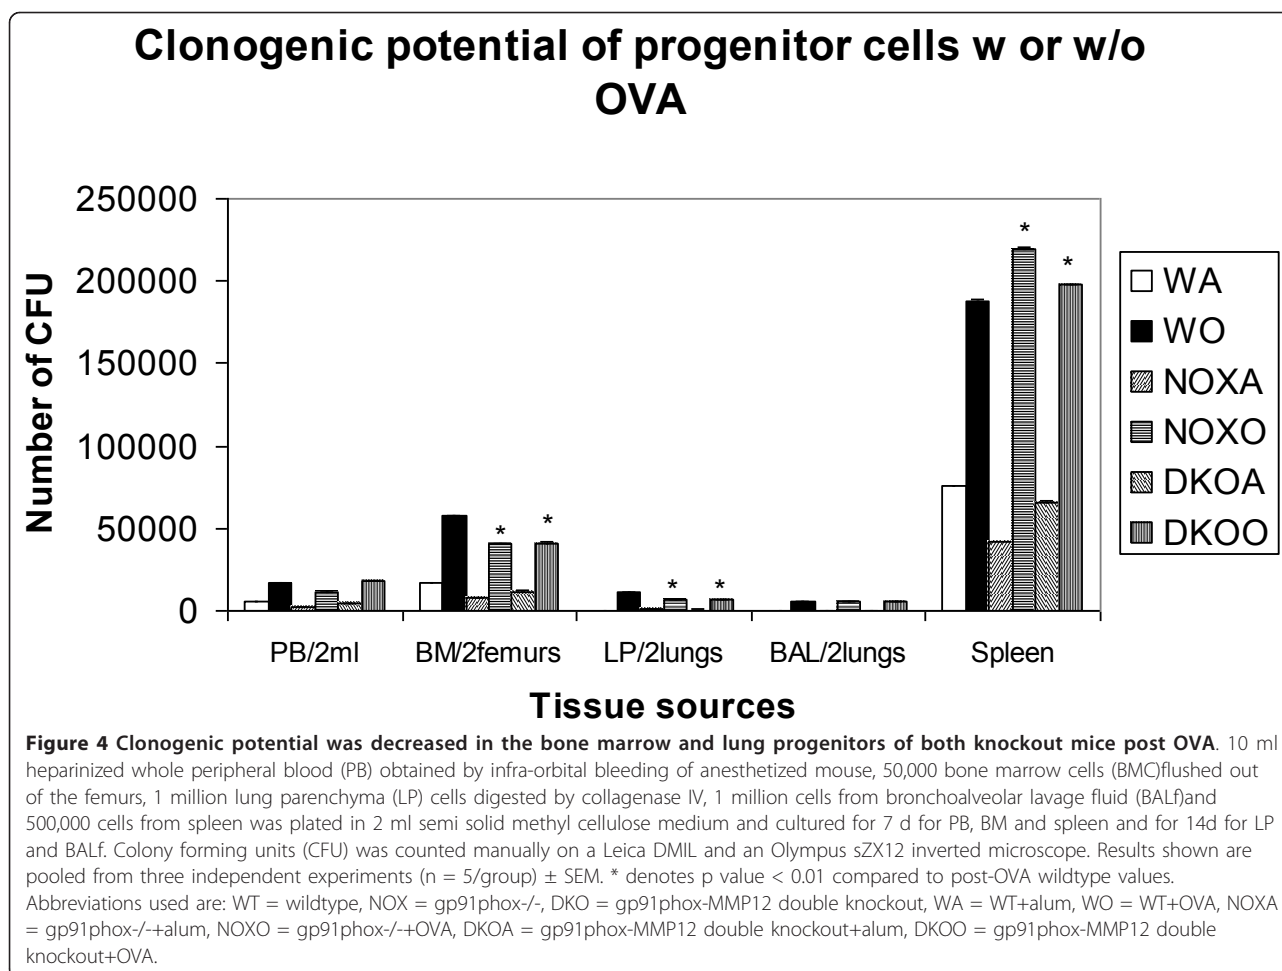 Clonogenic potential of progenitor cells w or w/o
OVA
250000
200000
150000
100000
50000
0
Number of CFU
* *
* *
* *
PB/2ml BM/2femurs LP/2lungs BAL/2lungs Spleen
Tissue sources
WA
WO
NOXA
NOXO
DKOA
DKOO
Figure 4 Clonogenic potential was decreased in the bone marrow and lung progenitors of both knockout mice post OVA. 10 ml
heparinized whole peripheral blood (PB) obtained by infra-orbital bleeding of anesthetized mouse, 50,000 bone marrow cells (BMC)flushed out
of the femurs, 1 million lung parenchyma (LP) cells digested by collagenase IV, 1 million cells from bronchoalveolar lavage fluid (BALf)and
500,000 cells from spleen was plated in 2 ml semi solid methyl cellulose medium and cultured for 7 d for PB, BM and spleen and for 14d for LP
and BALf. Colony forming units (CFU) was counted manually on a Leica DMIL and an Olympus sZX12 inverted microscope. Results shown are
pooled from three independent experiments (n = 5/group) ± SEM. * denotes p value < 0.01 compared to post-OVA wildtype values.
Abbreviations used are: WT = wildtype, NOX = gp91phox-/-, DKO = gp91phox-MMP12 double knockout, WA = WT+alum, WO = WT+OVA, NOXA
= gp91phox-/-+alum, NOXO = gp91phox-/-+OVA, DKOA = gp91phox-MMP12 double knockout+alum, DKOO = gp91phox-MMP12 double
knockout+OVA.